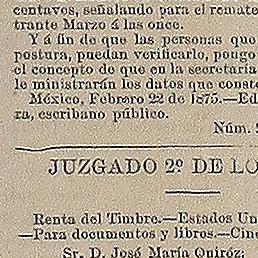 centavos, señalando para el remate
trante Marzo á las once.
Y á fin de que las personas que
postura, puedan verificarlo, pongo
el concepto de que en la secretaría
le ministrarán los datos que conste
México, Febrero 22 de 1875.—Ed
ra, escribano público.
Núm.
JUZGADO 2º DE LO
Renta del Timbre.—Estados Un
—Para documentos y libros.—Cin
Sr. D. José María Quiróz: